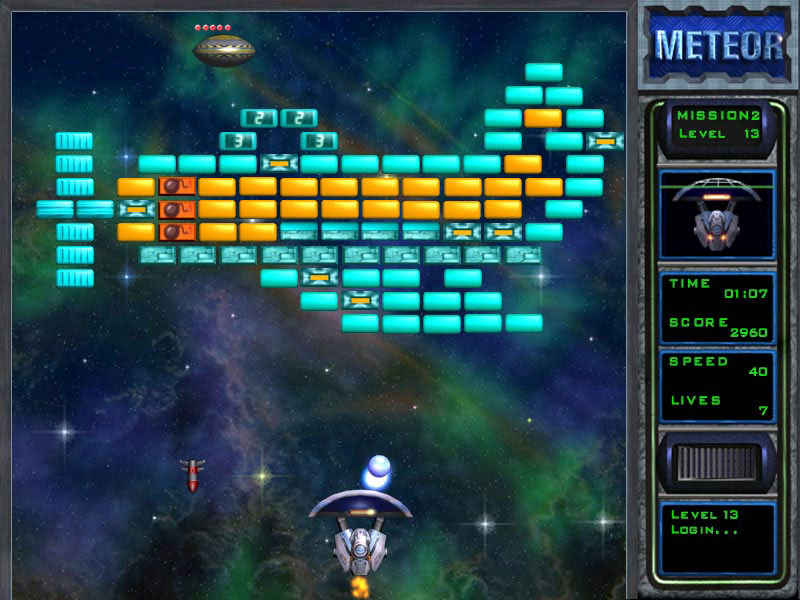 METEOR
MISSION2
LEVEL 13
TIME
01:07
SCORE
2960
SPEED
40
LIVES
7
LEVEL 13
LOGIN...
2 2
3 3